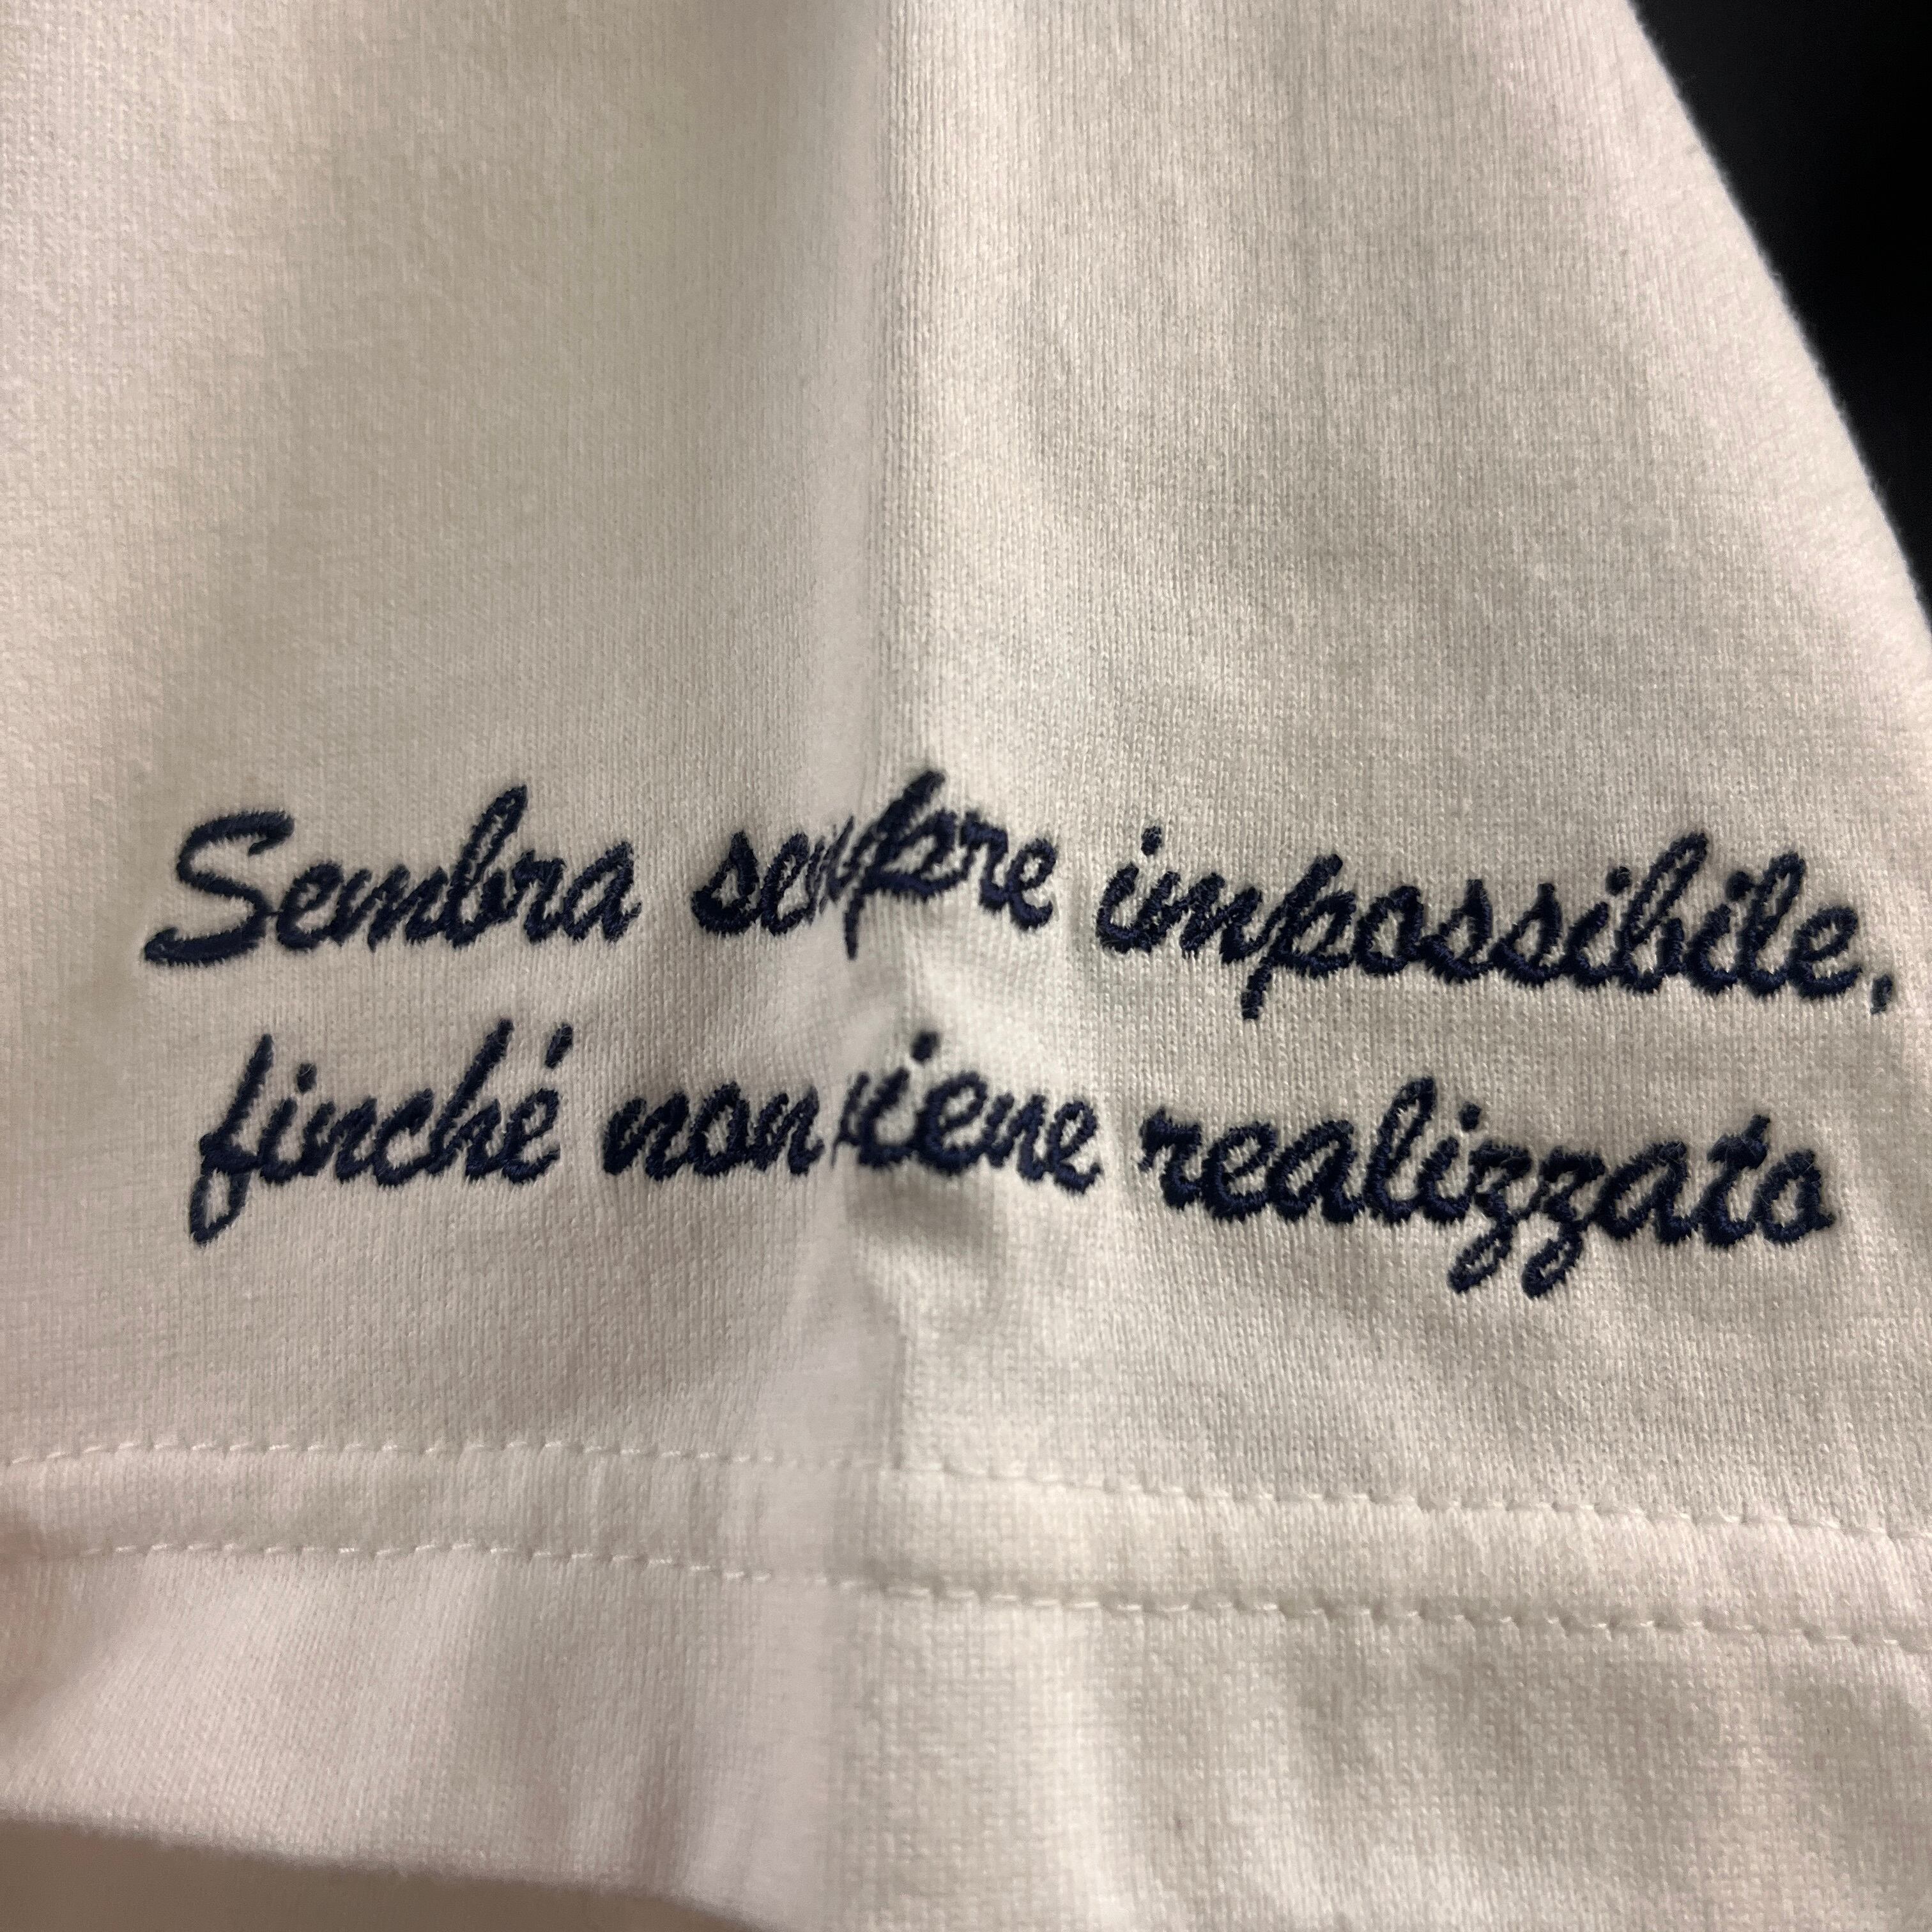 Sembra sempre impossibile,
finché non viene realizzato